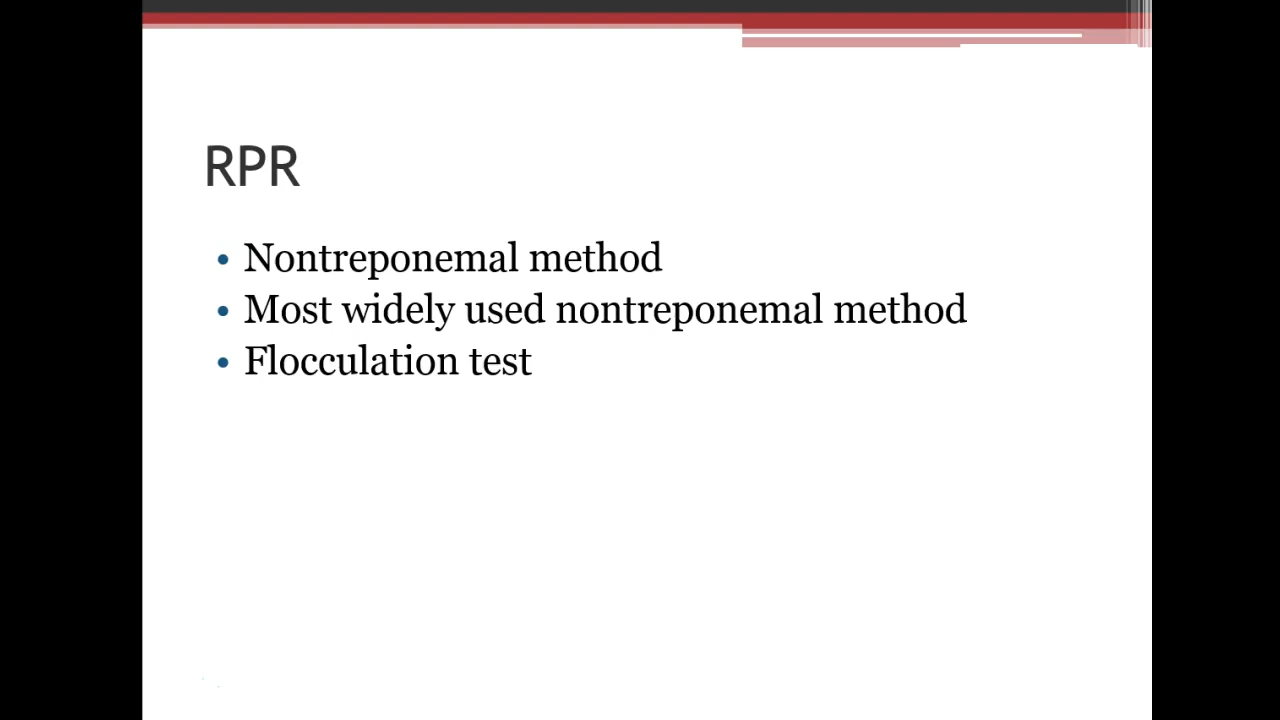 RPR
• Nontreponemal method
• Most widely used nontreponemal method
• Flocculation test